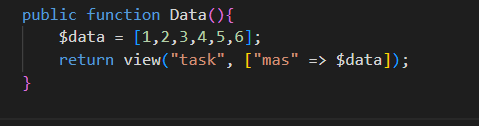 public function Data(){
$data = [1,2,3,4,5,6];
return view("task", ["mas" => $data]);
}